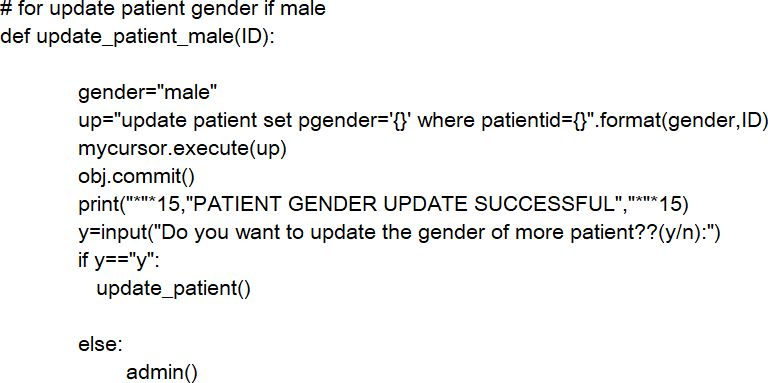 # for update patient gender if male
def update_patient_male(ID):
gender="male"
up="update patient set pgender='{}' where patientid={}".format(gender,ID)
mycursor.execute(up)
obj.commit()
print("*"*15,"PATIENT GENDER UPDATE SUCCESSFUL","*"*15)
y=input("Do you want to update the gender of more patient??(y/n):")
if y=="y":
update_patient()
else:
admin()